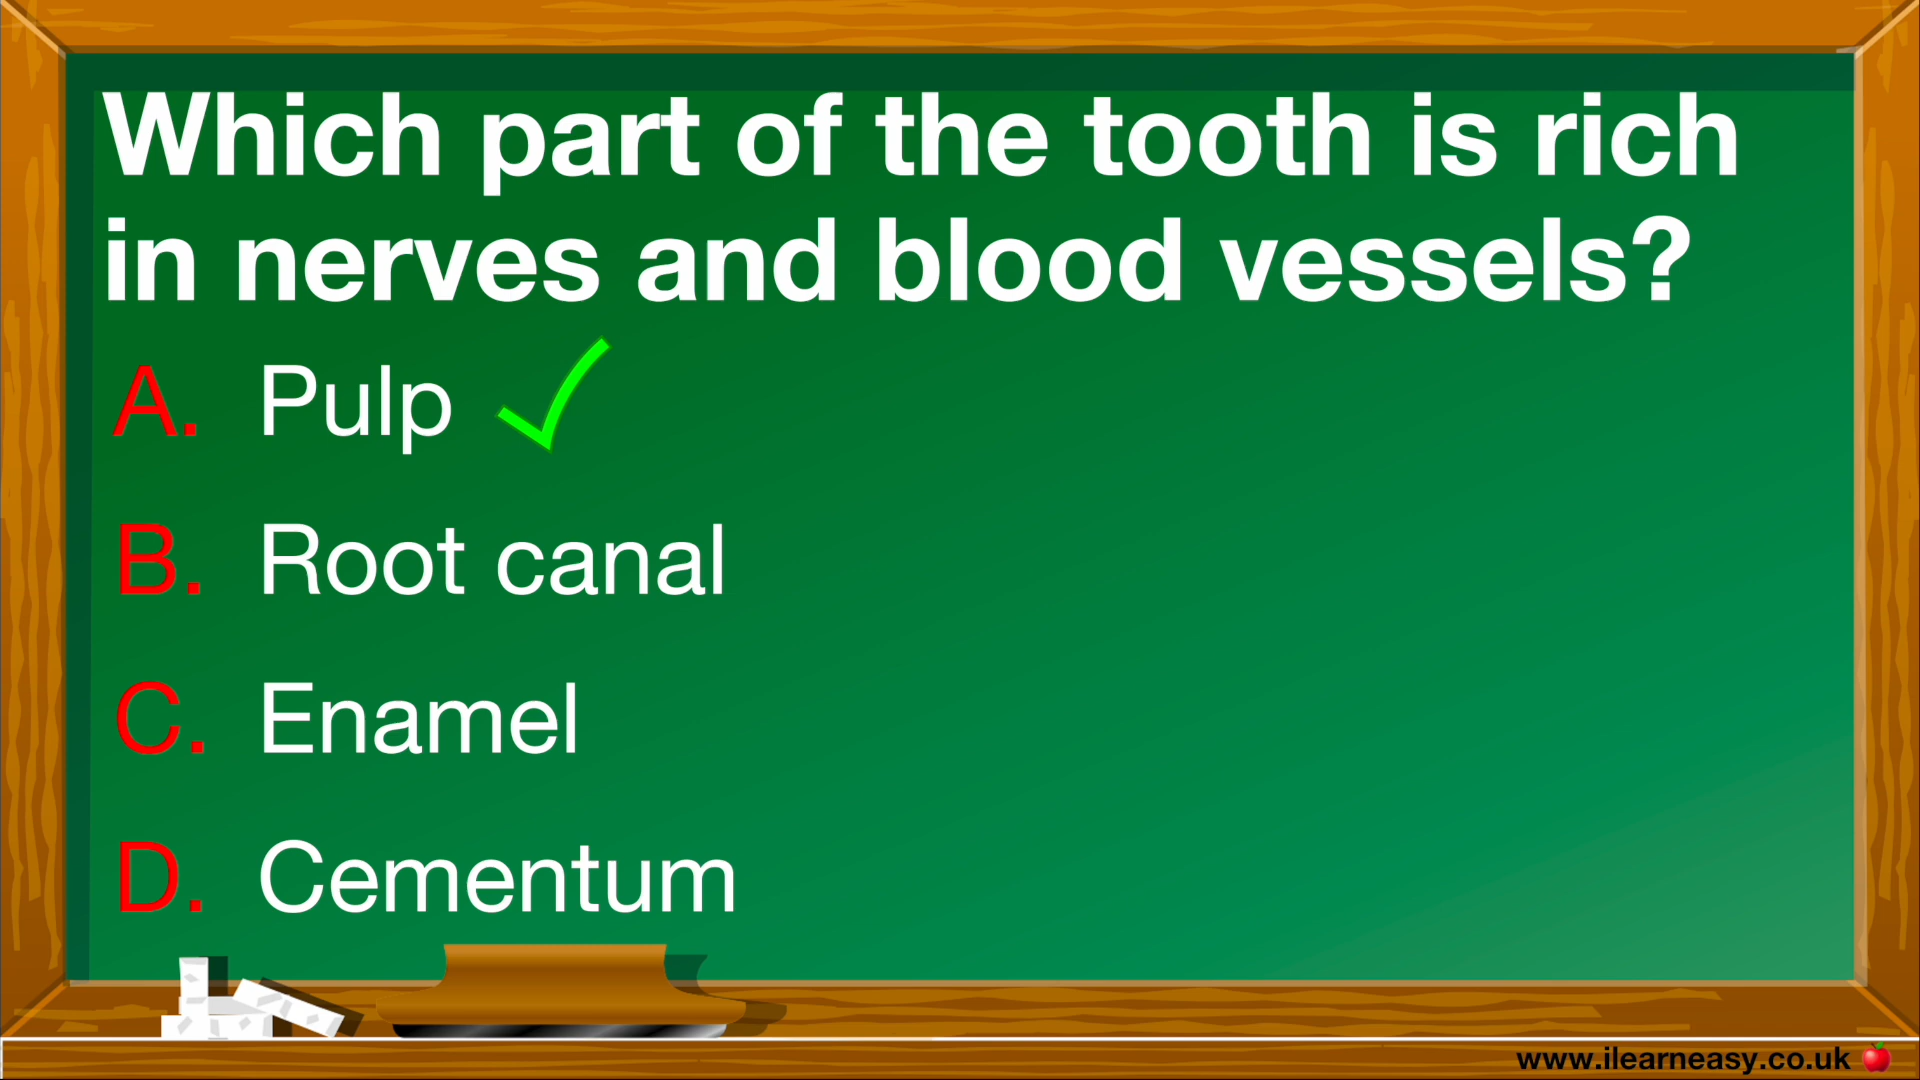 Which part of the tooth is rich
in nerves and blood vessels?
A. Pulp
B. Root canal
C. Enamel
D. Cementum
www.ilearneasy.co.uk